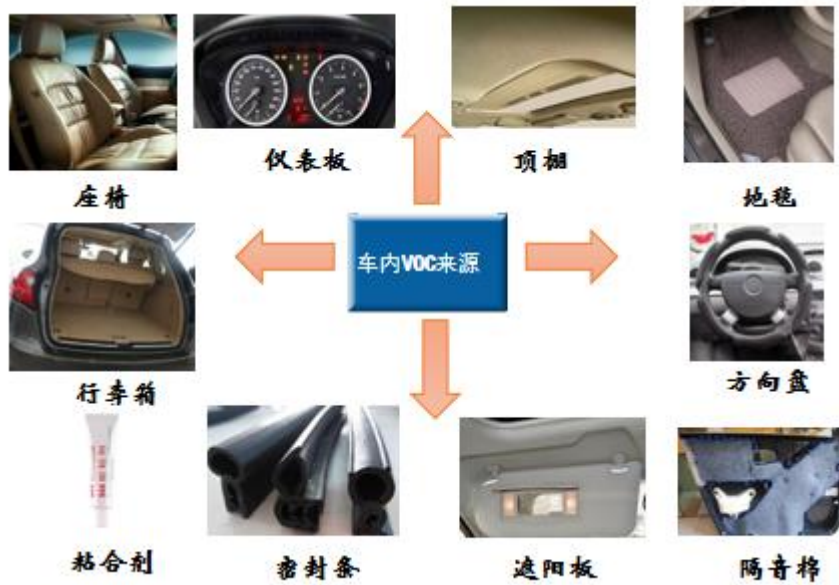 仪表板
顶棚
座椅
地毯
车内VOC来源
行李箱
方向盘
粘合剂
密封条
遮阳板
隔音棉